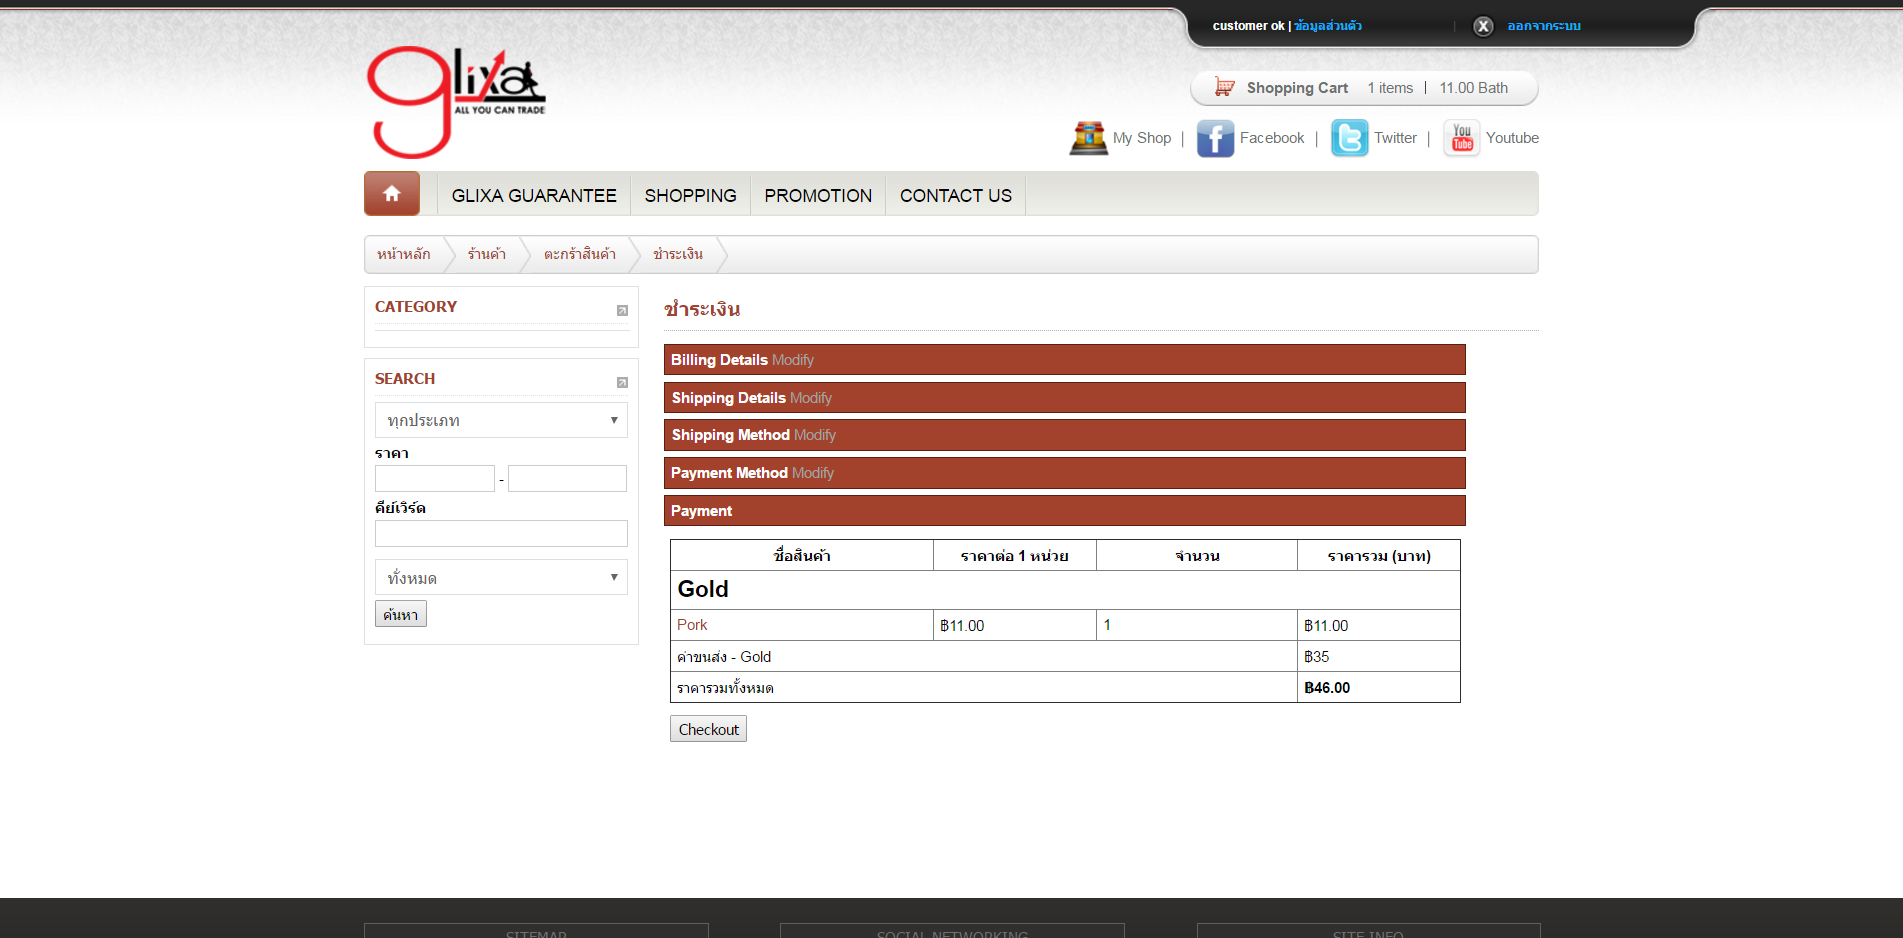 customer ok | ข้อมูลส่วนตัว | X ออกจากระบบ
glixa
ALL YOU CAN TRADE
Shopping Cart 1 items | 11.00 Bath
My Shop | Facebook | Twitter | You Tube Youtube
GLIXA GUARANTEE SHOPPING PROMOTION CONTACT US
หน้าหลัก ร้านค้า ตะกร้าสินค้า ชำระเงิน
CATEGORY
SEARCH
ทุกประเภท
ราคา
-
คีย์เวิร์ด
ทั้งหมด
ค้นหา
ชำระเงิน
Billing Details Modify
Shipping Details Modify
Shipping Method Modify
Payment Method Modify
Payment
ชื่อสินค้า ราคาต่อ 1 หน่วย จำนวน ราคารวม (บาท)
Gold
Pork ฿11.00 1 ฿11.00
ค่าขนส่ง - Gold ฿35
ราคารวมทั้งหมด ฿46.00
Checkout
SITEMAP SOCIAL NETWORKING SITE INFO